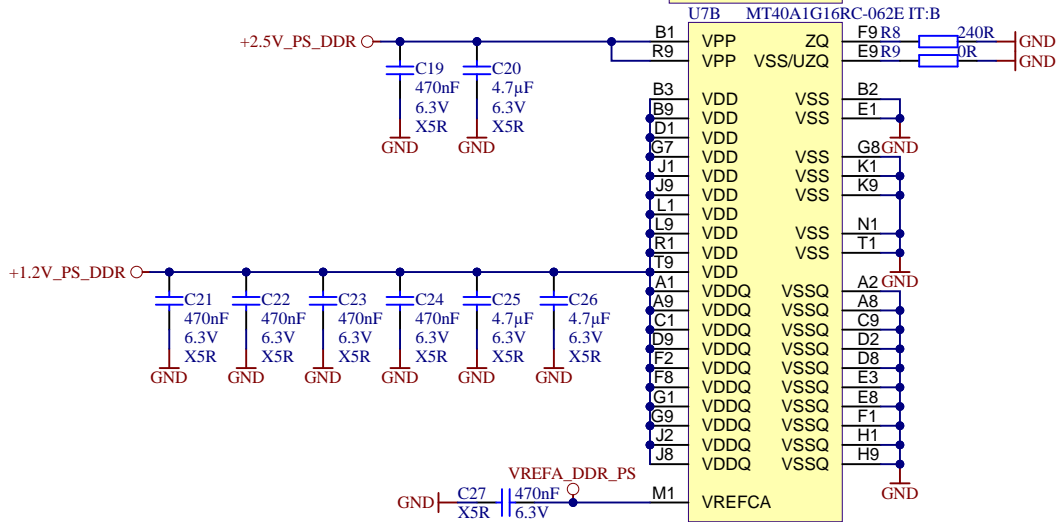 U7B MT40A1G16RC-062E IT:B
+2.5V_PS_DDR
B1 VPP ZQ F9 R8 240R GND
R9 VPP VSS/UZQ E9 R9 0R GND
C19 C20
470nF 4.7µF
6.3V 6.3V
X5R X5R
GND GND
B3 VDD VSS B2
B9 VDD VSS E1
D1 VDD GND
G7 VDD VSS G8
J1 VDD VSS K1
J9 VDD VSS K9
L1 VDD
L9 VDD VSS N1
R1 VDD VSS T1
+1.2V_PS_DDR
T9 VDD GND
A1 VDDQ VSSQ A2
A9 VDDQ VSSQ A8
C1 VDDQ VSSQ C9
D9 VDDQ VSSQ D2
F2 VDDQ VSSQ D8
F8 VDDQ VSSQ E3
G1 VDDQ VSSQ E8
G9 VDDQ VSSQ F1
J2 VDDQ VSSQ H1
J8 VDDQ VSSQ H9
GND
C21 C22 C23 C24 C25 C26
470nF 470nF 470nF 470nF 4.7µF 4.7µF
6.3V 6.3V 6.3V 6.3V 6.3V 6.3V
X5R X5R X5R X5R X5R X5R
GND GND GND GND GND GND
VREFA_DDR_PS
GND C27 470nF M1 VREFCA
X5R 6.3V